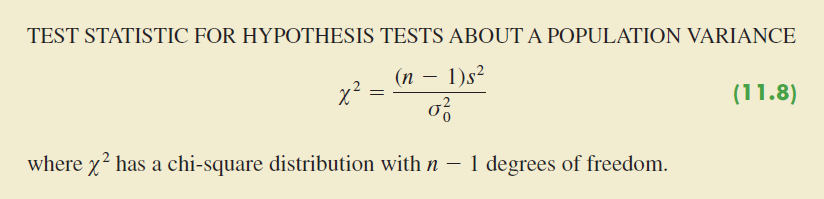 TEST STATISTIC FOR HYPOTHESIS TESTS ABOUT A POPULATION VARIANCE
χ² = (n − 1)s² / σ₀² (11.8)
where χ² has a chi-square distribution with n − 1 degrees of freedom.